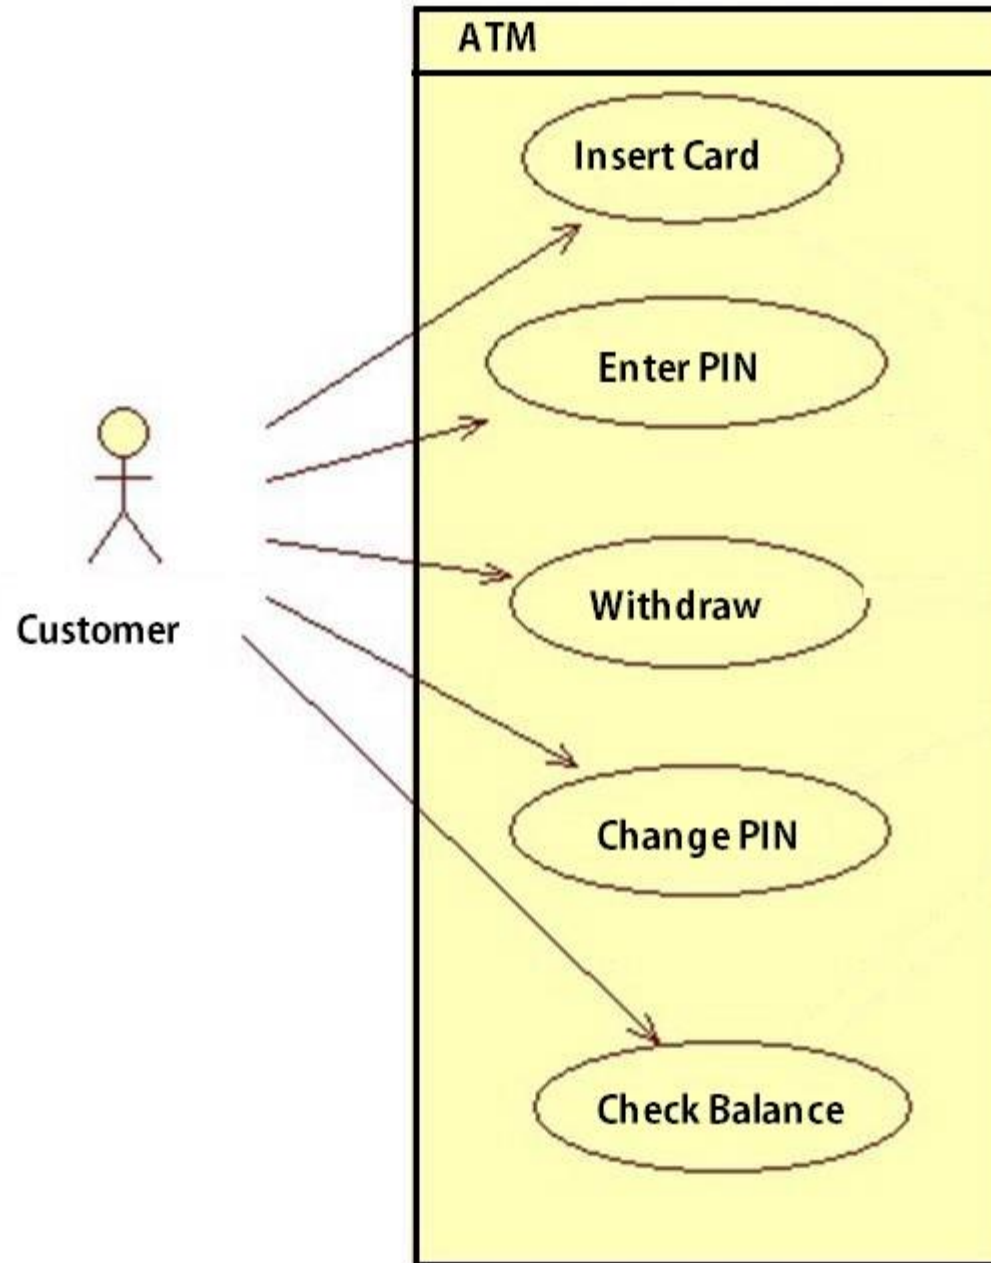 ATM
Insert Card
Enter PIN
Withdraw
Customer
Change PIN
Check Balance